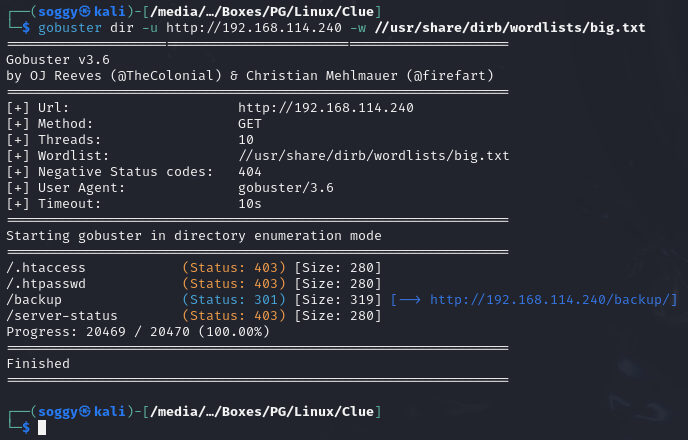 ┌──(soggy㉿kali)-[/media/…/Boxes/PG/Linux/Clue]
└─$ gobuster dir -u http://192.168.114.240 -w //usr/share/dirb/wordlists/big.txt
===============================================================
Gobuster v3.6
by OJ Reeves (@TheColonial) & Christian Mehlmauer (@firefart)
===============================================================
[+] Url:                     http://192.168.114.240
[+] Method:                  GET
[+] Threads:                 10
[+] Wordlist:                //usr/share/dirb/wordlists/big.txt
[+] Negative Status codes:   404
[+] User Agent:              gobuster/3.6
[+] Timeout:                 10s
===============================================================
Starting gobuster in directory enumeration mode
===============================================================
/.htaccess            (Status: 403) [Size: 280]
/.htpasswd            (Status: 403) [Size: 280]
/backup               (Status: 301) [Size: 319] [--> http://192.168.114.240/backup/]
/server-status        (Status: 403) [Size: 280]
Progress: 20469 / 20470 (100.00%)
===============================================================
Finished
===============================================================
┌──(soggy㉿kali)-[/media/…/Boxes/PG/Linux/Clue]
└─$